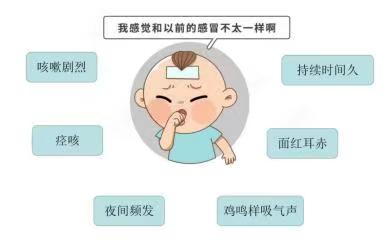 我感觉和以前的感冒不太一样啊
咳嗽剧烈
持续时间久
痉咳
面红耳赤
夜间频发
鸡鸣样吸气声